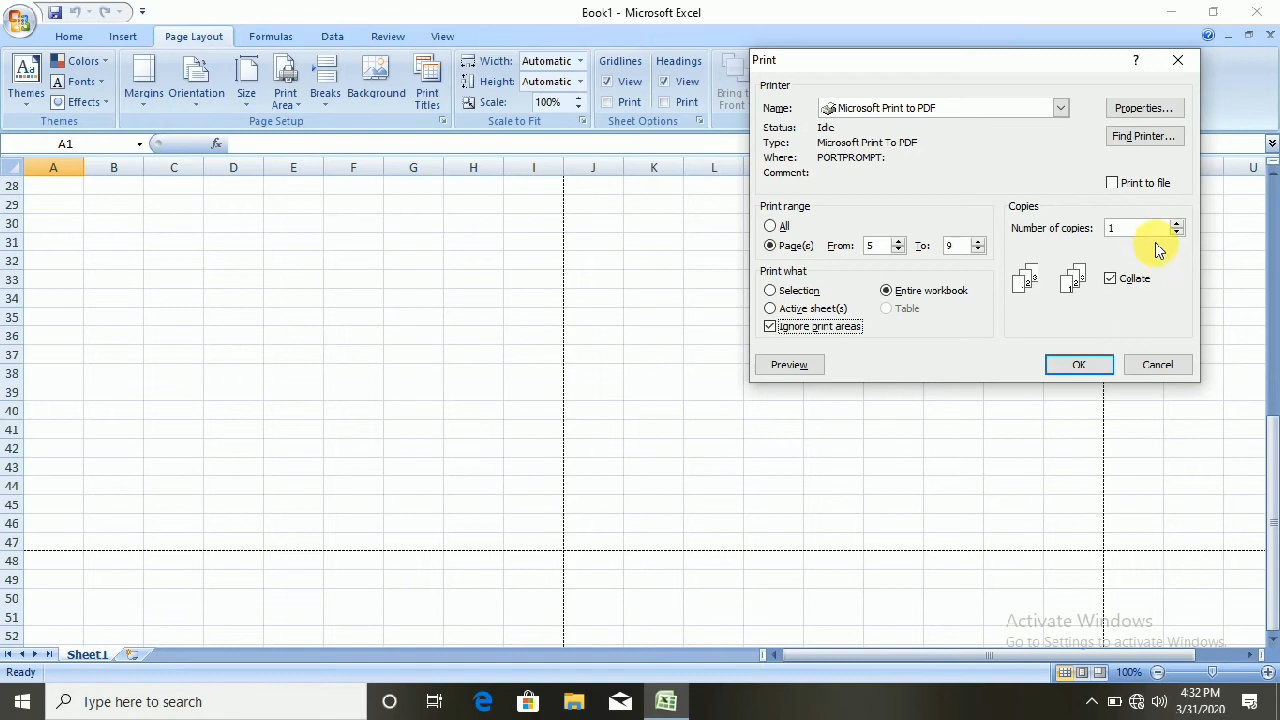 Book1 - Microsoft Excel
Home Insert Page Layout Formulas Data Review View
Themes
Colors
Fonts
Effects
Themes
Margins
Orientation
Size
Print Area
Breaks
Background
Print Titles
Page Setup
Width: Automatic
Height: Automatic
Scale: 100%
Scale to Fit
Gridlines
View
Print
Headings
View
Print
Sheet Options
Bring to Front
A1
fx
A B C D E F G H I J K L U
28
29
30
31
32
33
34
35
36
37
38
39
40
41
42
43
44
45
46
47
48
49
50
51
52
Print
?
Printer
Name: Microsoft Print to PDF
Properties...
Status: Idle
Find Printer...
Type: Microsoft Print To PDF
Where: PORTPROMPT:
Comment:
Print to file
Print range
All
Page(s) From: 5 To: 9
Copies
Number of copies: 1
Collate
Print what
Selection
Entire workbook
Active sheet(s)
Table
Ignore print areas
Preview
OK
Cancel
Activate Windows
Go to Settings to activate Windows.
Sheet1
Ready
100%
Type here to search
4:32 PM
3/31/2020